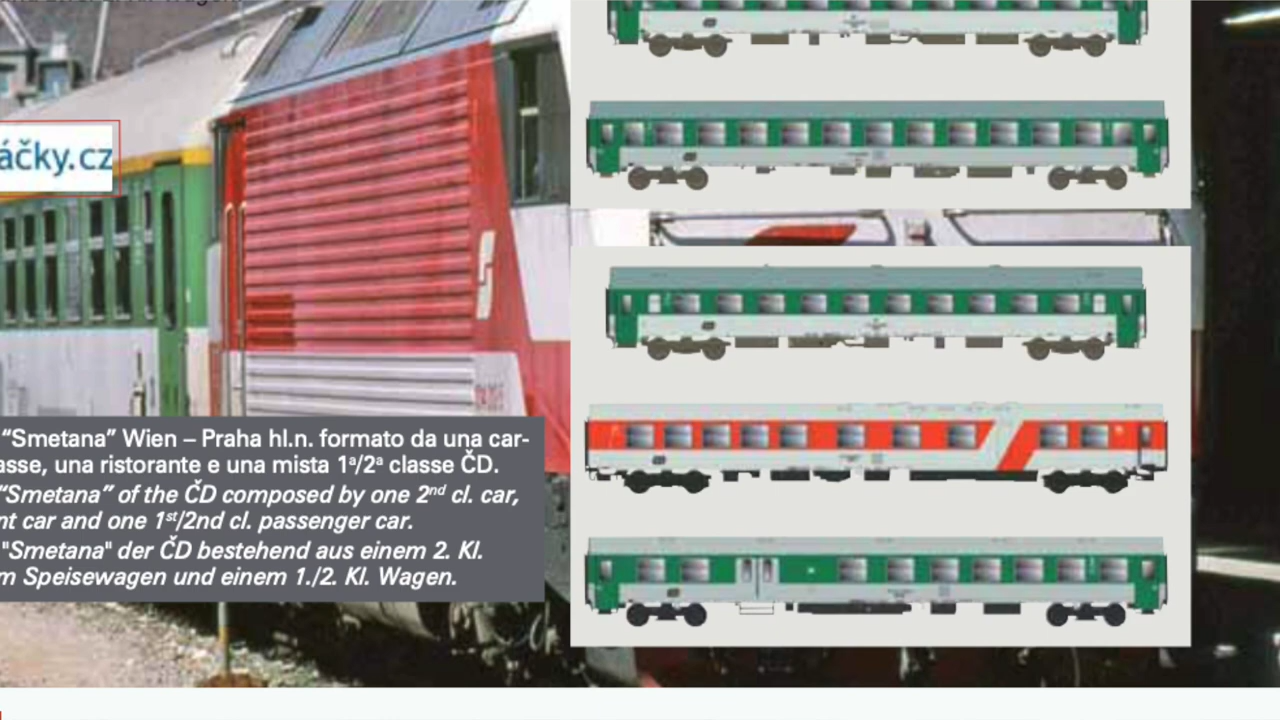 áčky.cz
“Smetana” Wien – Praha hl.n. formato da una car-
asse, una ristorante e una mista 1ª/2ª classe ČD.
“Smetana” of the ČD composed by one 2nd cl. car,
nt car and one 1st/2nd cl. passenger car.
"Smetana" der ČD bestehend aus einem 2. Kl.
m Speisewagen und einem 1./2. Kl. Wagen.